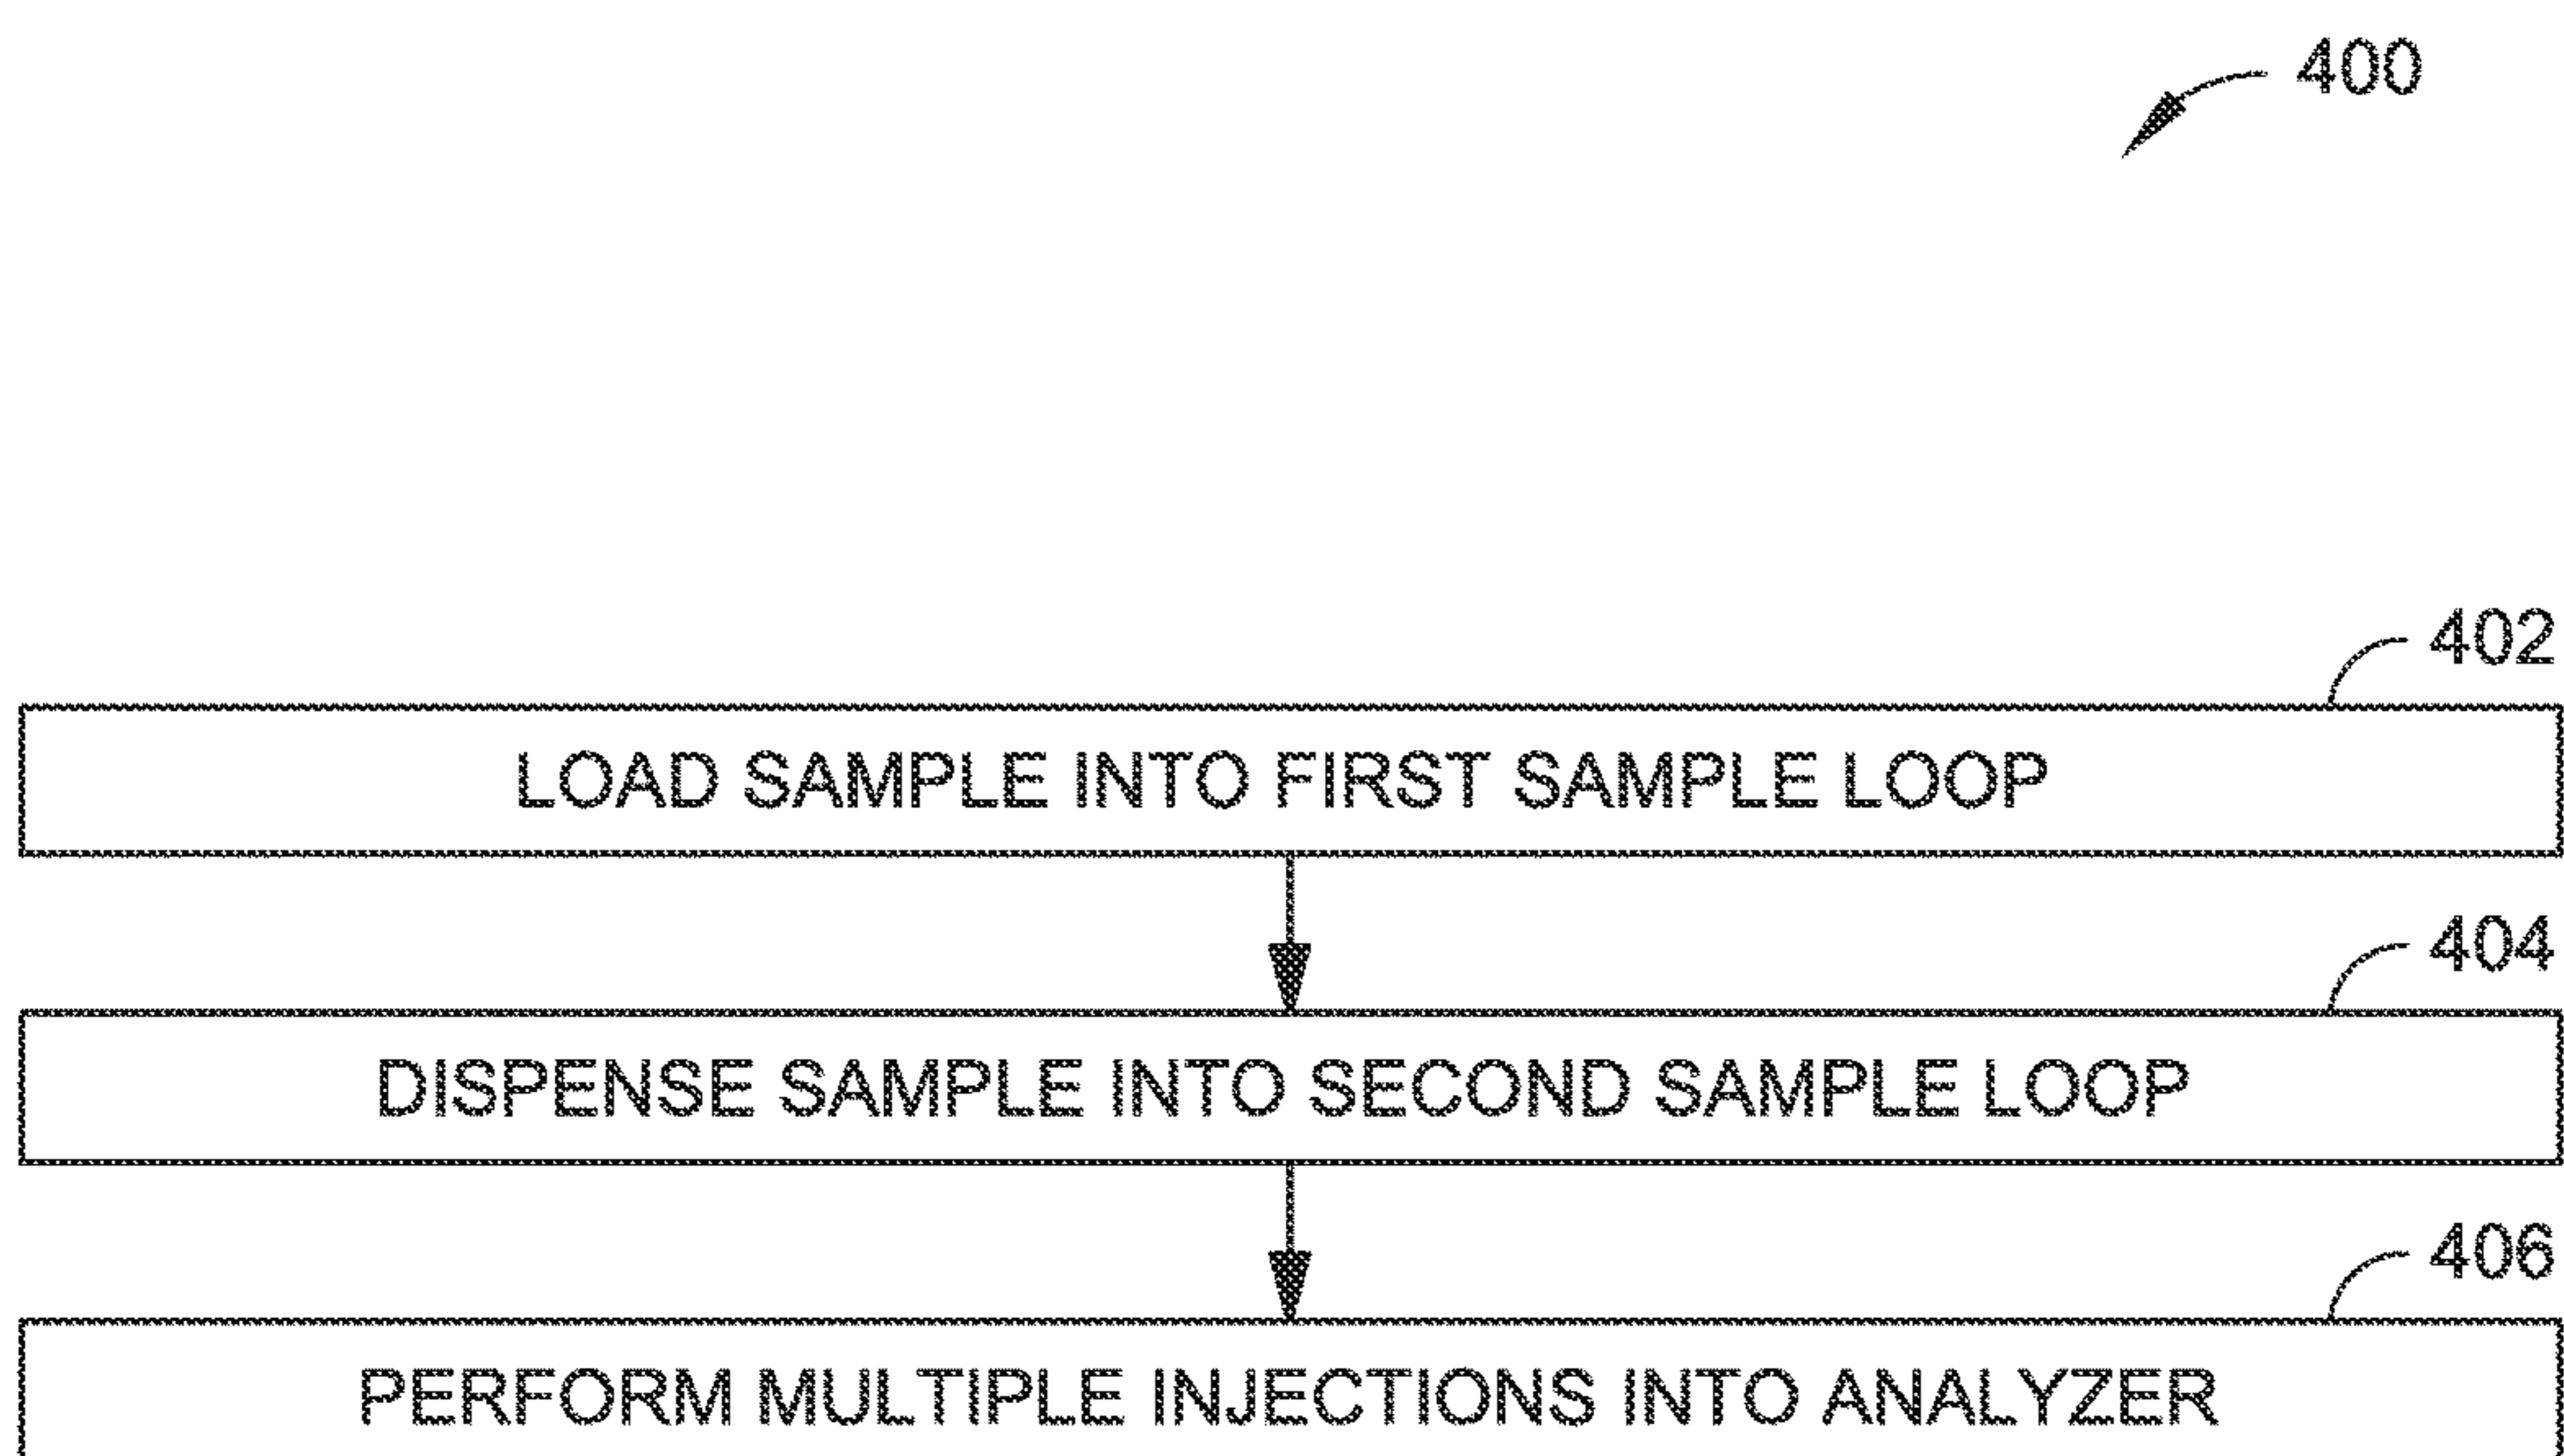 400
402
LOAD SAMPLE INTO FIRST SAMPLE LOOP
404
DISPENSE SAMPLE INTO SECOND SAMPLE LOOP
406
PERFORM MULTIPLE INJECTIONS INTO ANALYZER